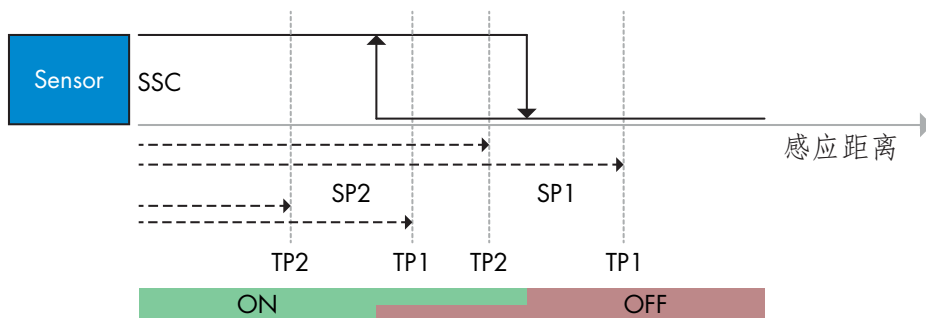 Sensor
SSC
感应距离
SP2 SP1
TP2 TP1 TP2 TP1
ON OFF